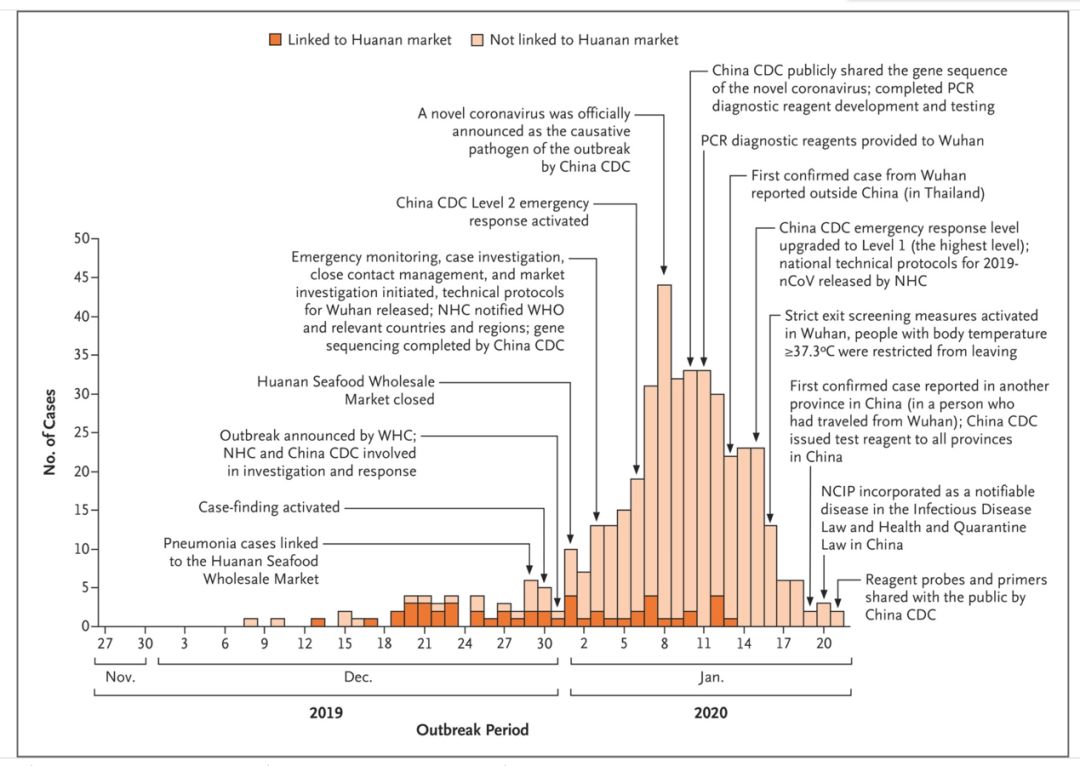 Linked to Huanan market
Not linked to Huanan market
China CDC publicly shared the gene sequence
of the novel coronavirus; completed PCR
diagnostic reagent development and testing
A novel coronavirus was officially
announced as the causative
pathogen of the outbreak
by China CDC
PCR diagnostic reagents provided to Wuhan
First confirmed case from Wuhan
reported outside China (in Thailand)
China CDC Level 2 emergency
response activated
China CDC emergency response level
upgraded to Level 1 (the highest level);
national technical protocols for 2019-
nCoV released by NHC
Emergency monitoring, case investigation,
close contact management, and market
investigation initiated, technical protocols
for Wuhan released; NHC notified WHO
and relevant countries and regions; gene
sequencing completed by China CDC
Strict exit screening measures activated
in Wuhan, people with body temperature
≥37.3ºC were restricted from leaving
Huanan Seafood Wholesale
Market closed
First confirmed case reported in another
province in China (in a person who
had traveled from Wuhan); China CDC
issued test reagent to all provinces
in China
Outbreak announced by WHC;
NHC and China CDC involved
in investigation and response
NCIP incorporated as a notifiable
disease in the Infectious Disease
Law and Health and Quarantine
Law in China
Case-finding activated
Pneumonia cases linked
to the Huanan Seafood
Wholesale Market
Reagent probes and primers
shared with the public by
China CDC
No. of Cases
50
45
40
35
30
25
20
15
10
5
0
27 30 3 6 9 12 15 18 21 24 27 30 2 5 8 11 14 17 20
Nov. Dec. Jan.
2019 2020
Outbreak Period